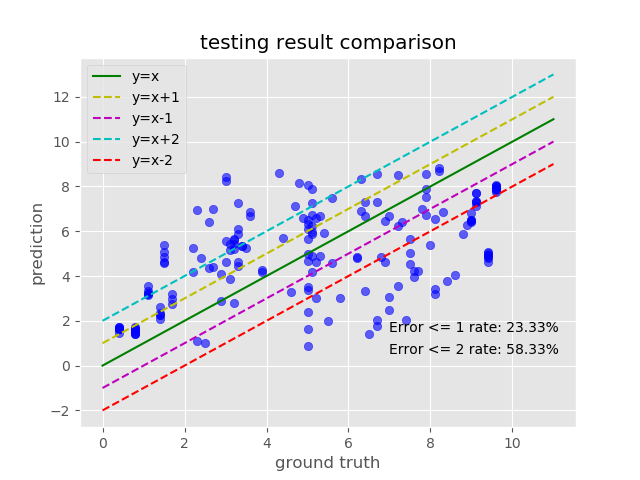 testing result comparison
y=x
y=x+1
y=x-1
y=x+2
y=x-2
12
10
8
6
4
2
0
−2
prediction
Error <= 1 rate: 23.33%
Error <= 2 rate: 58.33%
0 2 4 6 8 10
ground truth